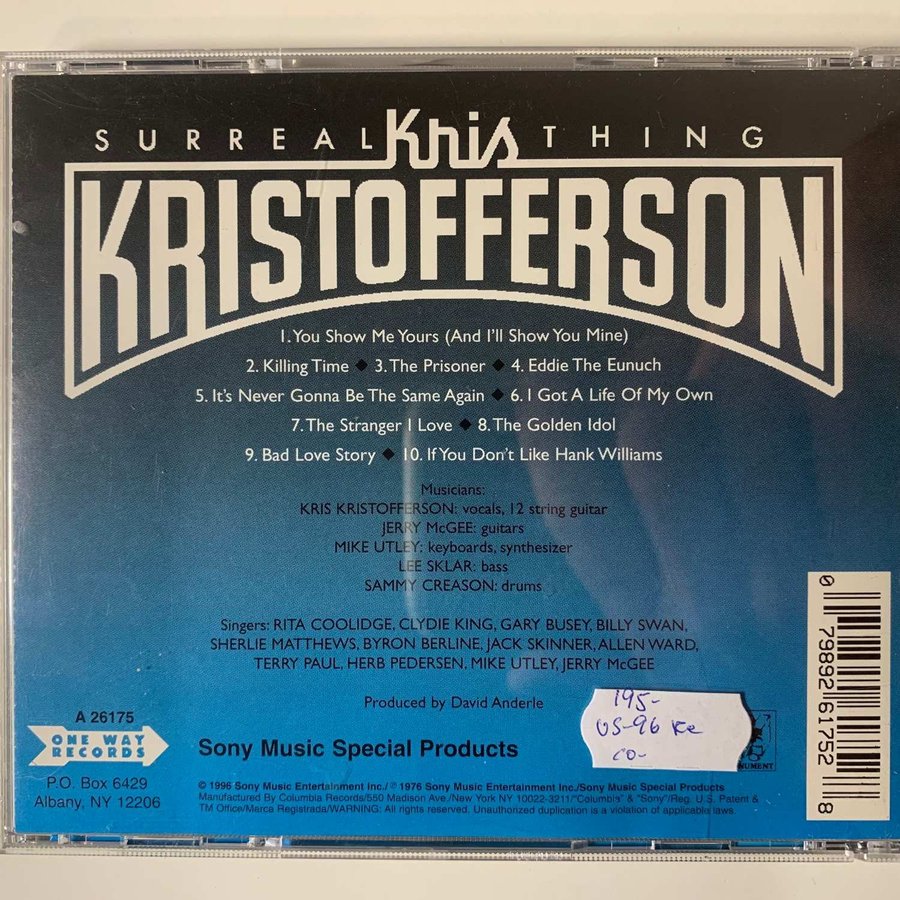 SURREAL Kris THING
KRISTOFFERSON
1. You Show Me Yours (And I'll Show You Mine)
2. Killing Time ◆ 3. The Prisoner ◆ 4. Eddie The Eunuch
5. It's Never Gonna Be The Same Again ◆ 6. I Got A Life Of My Own
7. The Stranger I Love ◆ 8. The Golden Idol
9. Bad Love Story ◆ 10. If You Don't Like Hank Williams
Musicians:
KRIS KRISTOFFERSON: vocals, 12 string guitar
JERRY McGEE: guitars
MIKE UTLEY: keyboards, synthesizer
LEE SKLAR: bass
SAMMY CREASON: drums
Singers: RITA COOLIDGE, CLYDIE KING, GARY BUSEY, BILLY SWAN,
SHERLIE MATTHEWS, BYRON BERLINE, JACK SKINNER, ALLEN WARD,
TERRY PAUL, HERB PEDERSEN, MIKE UTLEY, JERRY McGEE
Produced by David Anderle
A 26175
ONE WAY
RECORDS
P.O. Box 6429
Albany, NY 12206
Sony Music Special Products
195-
US-96
© 1996 Sony Music Entertainment Inc./ ℗ 1976 Sony Music Entertainment Inc./Sony Music Special Products
Manufactured By Columbia Records/550 Madison Ave./New York NY 10022-3211/"Columbia" & "Sony"/Reg. U.S. Patent &
TM Office/Marca Registrada/WARNING: All rights reserved. Unauthorized duplication is a violation of applicable laws.
0 79892 61752 8